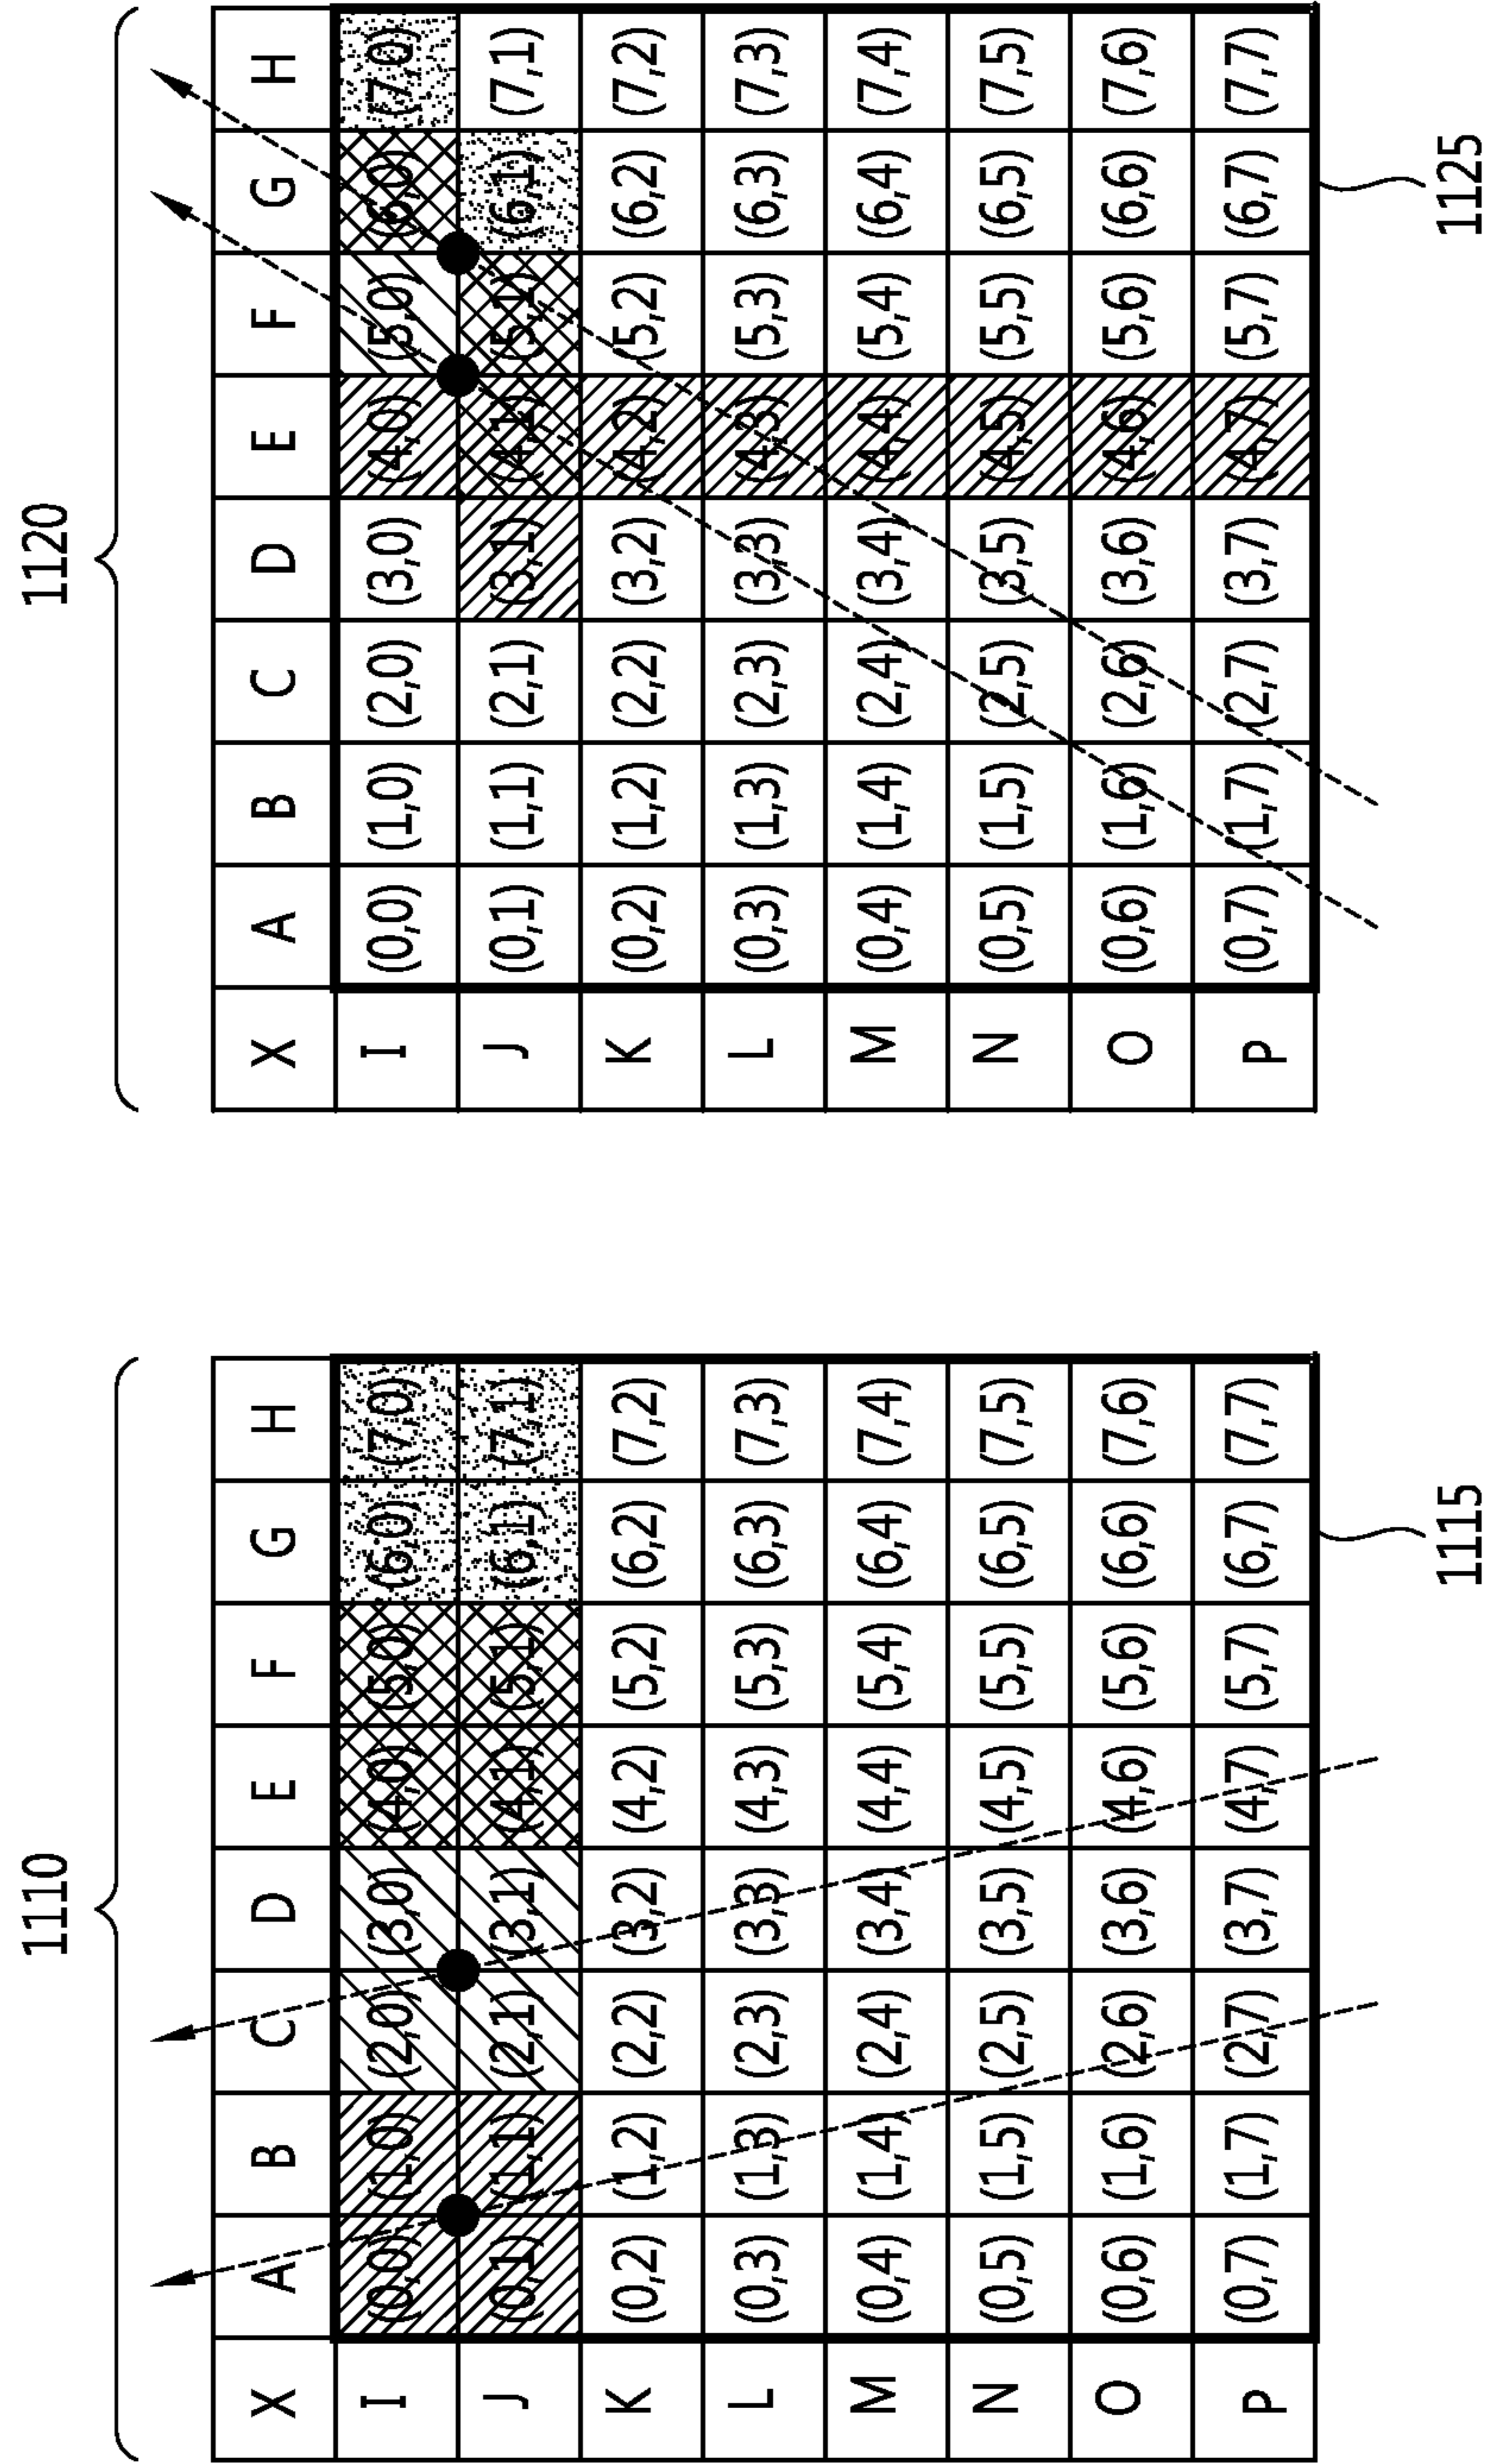 1110
X A B C D E F G H
I (0,0) (1,0) (2,0) (3,0) (4,0) (5,0) (6,0) (7,0)
J (0,1) (1,1) (2,1) (3,1) (4,1) (5,1) (6,1) (7,1)
K (0,2) (1,2) (2,2) (3,2) (4,2) (5,2) (6,2) (7,2)
L (0,3) (1,3) (2,3) (3,3) (4,3) (5,3) (6,3) (7,3)
M (0,4) (1,4) (2,4) (3,4) (4,4) (5,4) (6,4) (7,4)
N (0,5) (1,5) (2,5) (3,5) (4,5) (5,5) (6,5) (7,5)
O (0,6) (1,6) (2,6) (3,6) (4,6) (5,6) (6,6) (7,6)
P (0,7) (1,7) (2,7) (3,7) (4,7) (5,7) (6,7) (7,7)
1115
1120
X A B C D E F G H
I (0,0) (1,0) (2,0) (3,0) (4,0) (5,0) (6,0) (7,0)
J (0,1) (1,1) (2,1) (3,1) (4,1) (5,1) (6,1) (7,1)
K (0,2) (1,2) (2,2) (3,2) (4,2) (5,2) (6,2) (7,2)
L (0,3) (1,3) (2,3) (3,3) (4,3) (5,3) (6,3) (7,3)
M (0,4) (1,4) (2,4) (3,4) (4,4) (5,4) (6,4) (7,4)
N (0,5) (1,5) (2,5) (3,5) (4,5) (5,5) (6,5) (7,5)
O (0,6) (1,6) (2,6) (3,6) (4,6) (5,6) (6,6) (7,6)
P (0,7) (1,7) (2,7) (3,7) (4,7) (5,7) (6,7) (7,7)
1125